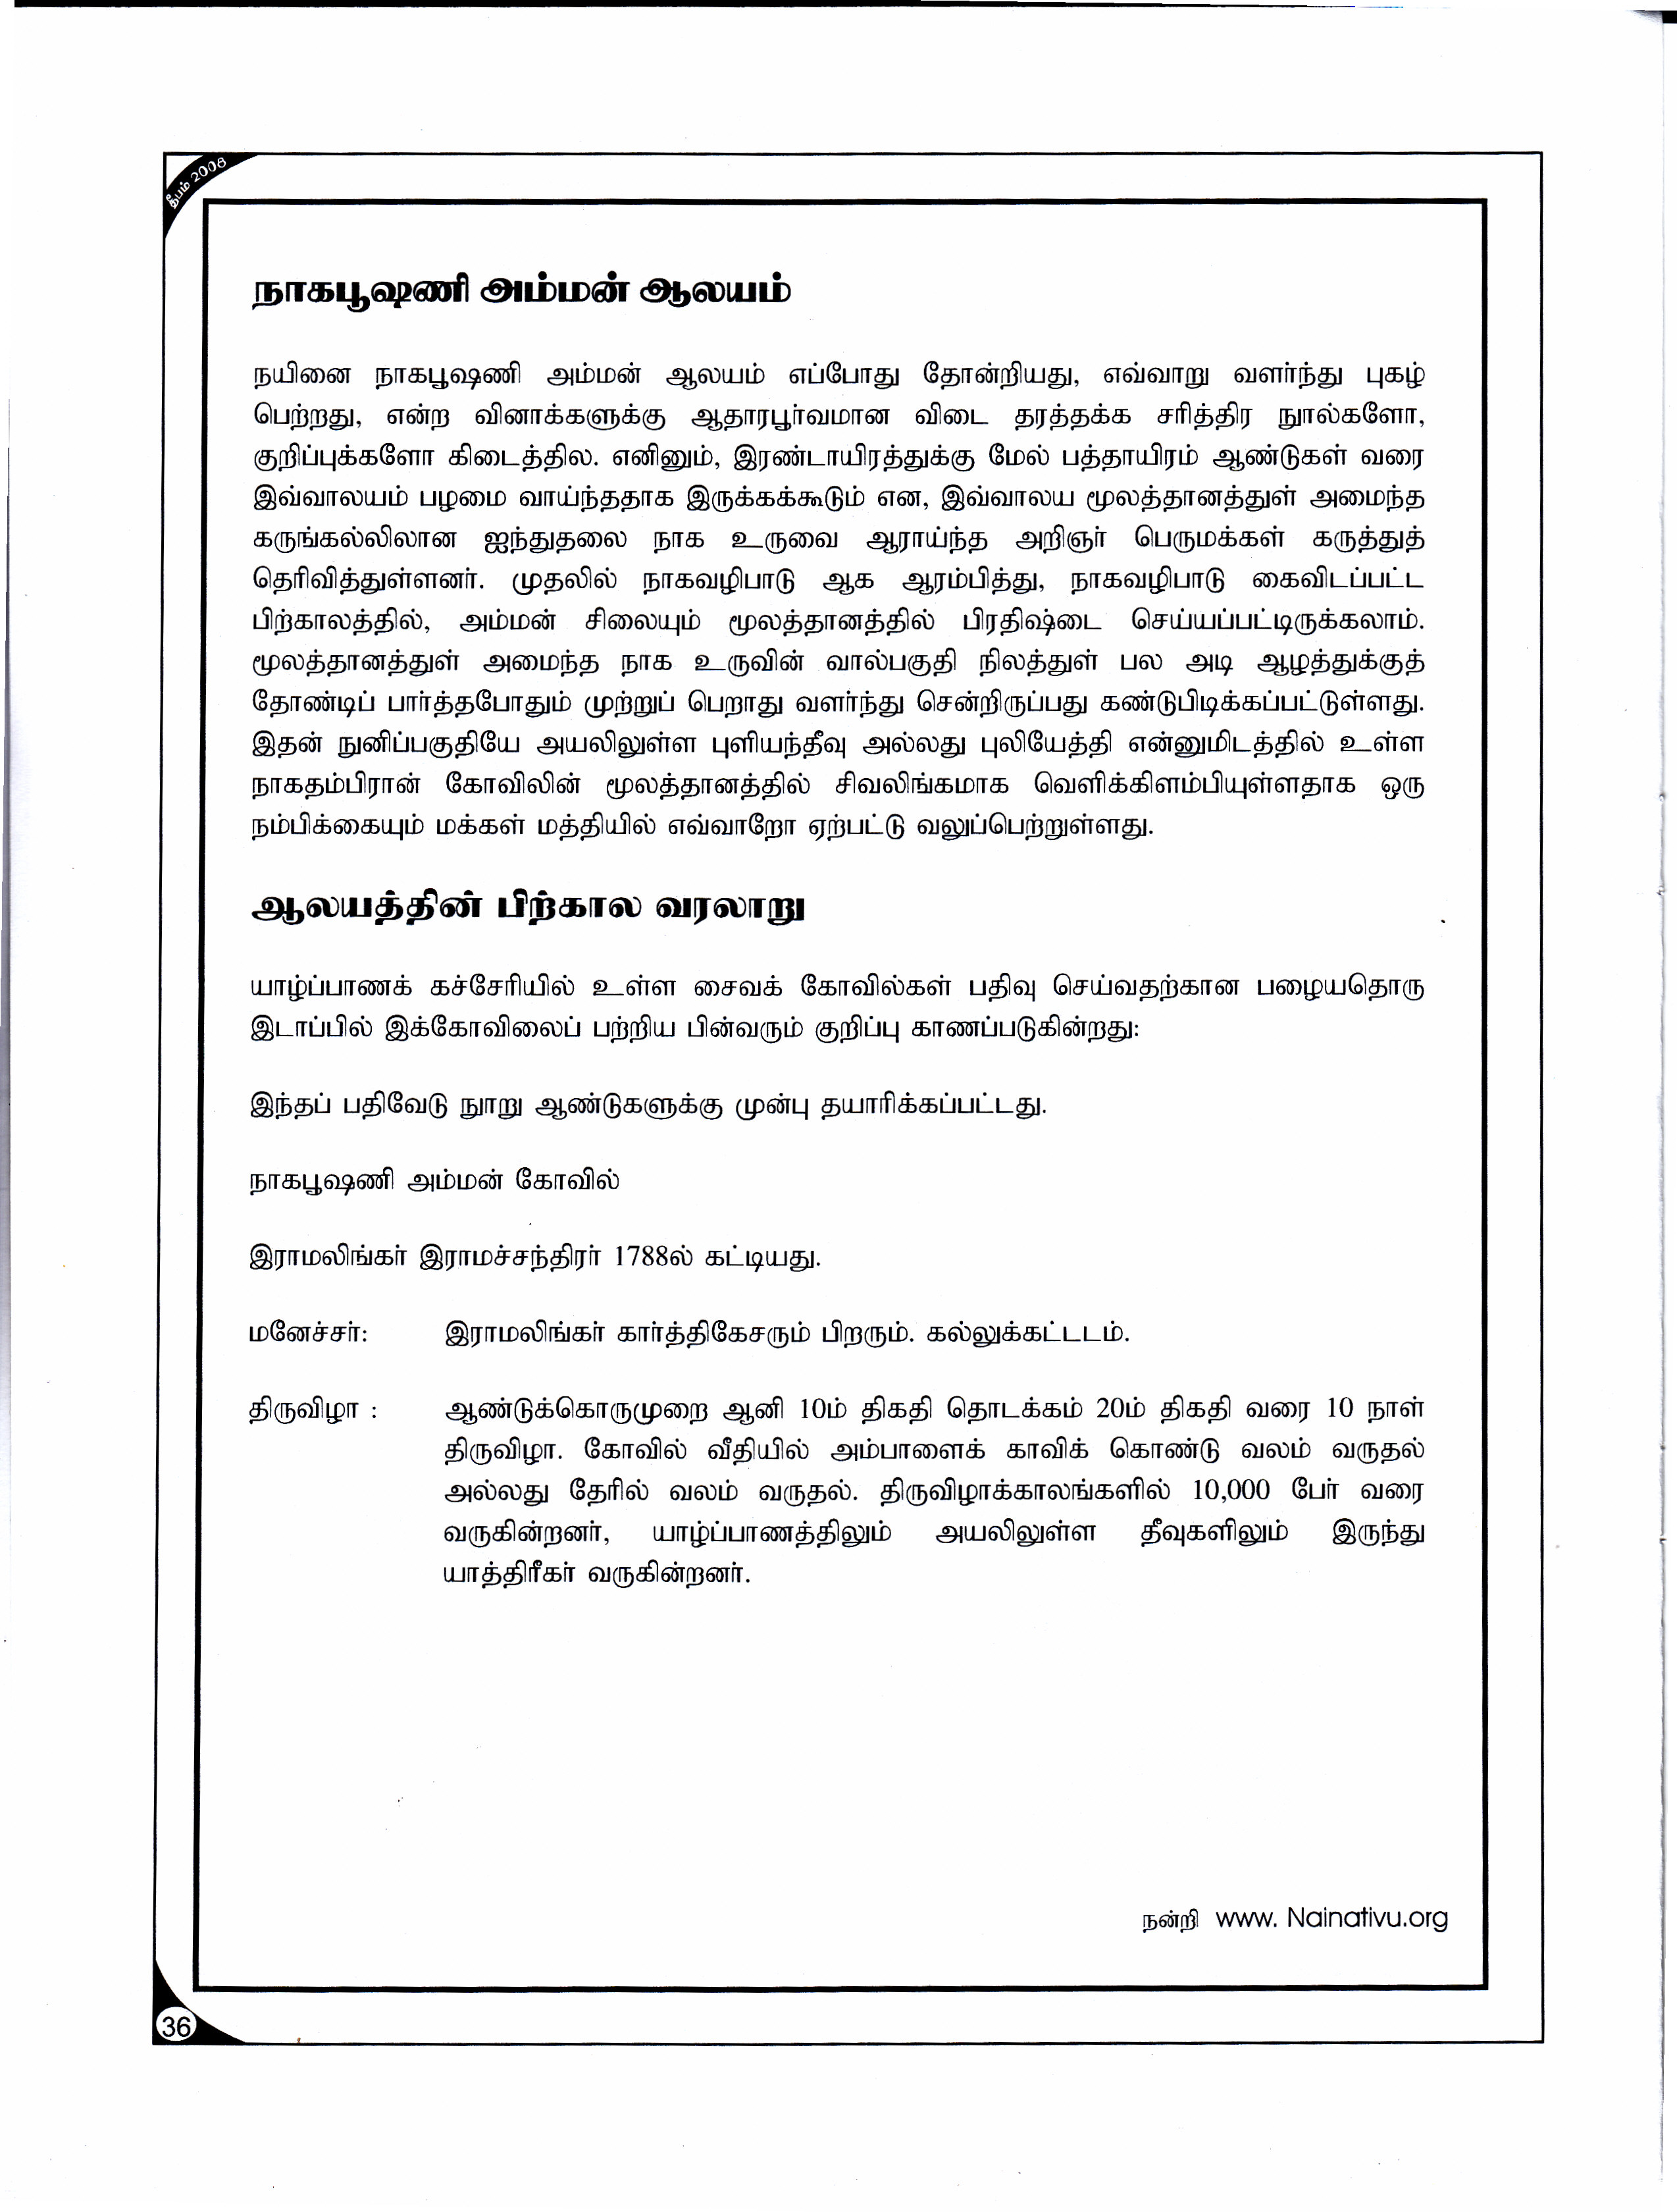 தீபம் 2008
நாகபூஷணி அம்மன் ஆலயம்
நயினை நாகபூஷணி அம்மன் ஆலயம் எப்போது தோன்றியது, எவ்வாறு வளர்ந்து புகழ்
பெற்றது, என்ற வினாக்களுக்கு ஆதாரபூர்வமான விடை தரத்தக்க சரித்திர நூல்களோ,
குறிப்புக்களோ கிடைத்தில. எனினும், இரண்டாயிரத்துக்கு மேல் பத்தாயிரம் ஆண்டுகள் வரை
இவ்வாலயம் பழமை வாய்ந்ததாக இருக்கக்கூடும் என, இவ்வாலய மூலத்தானத்துள் அமைந்த
கருங்கல்லிலான ஐந்துதலை நாக உருவை ஆராய்ந்த அறிஞர் பெருமக்கள் கருத்துத்
தெரிவித்துள்ளனர். முதலில் நாகவழிபாடு ஆக ஆரம்பித்து, நாகவழிபாடு கைவிடப்பட்ட
பிற்காலத்தில், அம்மன் சிலையும் மூலத்தானத்தில் பிரதிஷ்டை செய்யப்பட்டிருக்கலாம்.
மூலத்தானத்துள் அமைந்த நாக உருவின் வால்பகுதி நிலத்துள் பல அடி ஆழத்துக்குத்
தோண்டிப் பார்த்தபோதும் முற்றுப் பெறாது வளர்ந்து சென்றிருப்பது கண்டுபிடிக்கப்பட்டுள்ளது.
இதன் நுனிப்பகுதியே அயலிலுள்ள புளியந்தீவு அல்லது புலியேத்தி என்னுமிடத்தில் உள்ள
நாகதம்பிரான் கோவிலின் மூலத்தானத்தில் சிவலிங்கமாக வெளிக்கிளம்பியுள்ளதாக ஒரு
நம்பிக்கையும் மக்கள் மத்தியில் எவ்வாறோ ஏற்பட்டு வலுப்பெற்றுள்ளது.
ஆலயத்தின் பிற்கால வரலாறு
யாழ்ப்பாணக் கச்சேரியில் உள்ள சைவக் கோவில்கள் பதிவு செய்வதற்கான பழையதொரு
இடாப்பில் இக்கோவிலைப் பற்றிய பின்வரும் குறிப்பு காணப்படுகின்றது:
இந்தப் பதிவேடு நூறு ஆண்டுகளுக்கு முன்பு தயாரிக்கப்பட்டது.
நாகபூஷணி அம்மன் கோவில்
இராமலிங்கர் இராமச்சந்திரர் 1788ல் கட்டியது.
மனேச்சர்: இராமலிங்கர் கார்த்திகேசரும் பிறரும். கல்லுக்கட்டடம்.
திருவிழா : ஆண்டுக்கொருமுறை ஆனி 10ம் திகதி தொடக்கம் 20ம் திகதி வரை 10 நாள்
திருவிழா. கோவில் வீதியில் அம்பாளைக் காவிக் கொண்டு வலம் வருதல்
அல்லது தேரில் வலம் வருதல். திருவிழாக்காலங்களில் 10,000 பேர் வரை
வருகின்றனர், யாழ்ப்பாணத்திலும் அயலிலுள்ள தீவுகளிலும் இருந்து
யாத்திரீகர் வருகின்றனர்.
நன்றி www. Nainativu.org
36